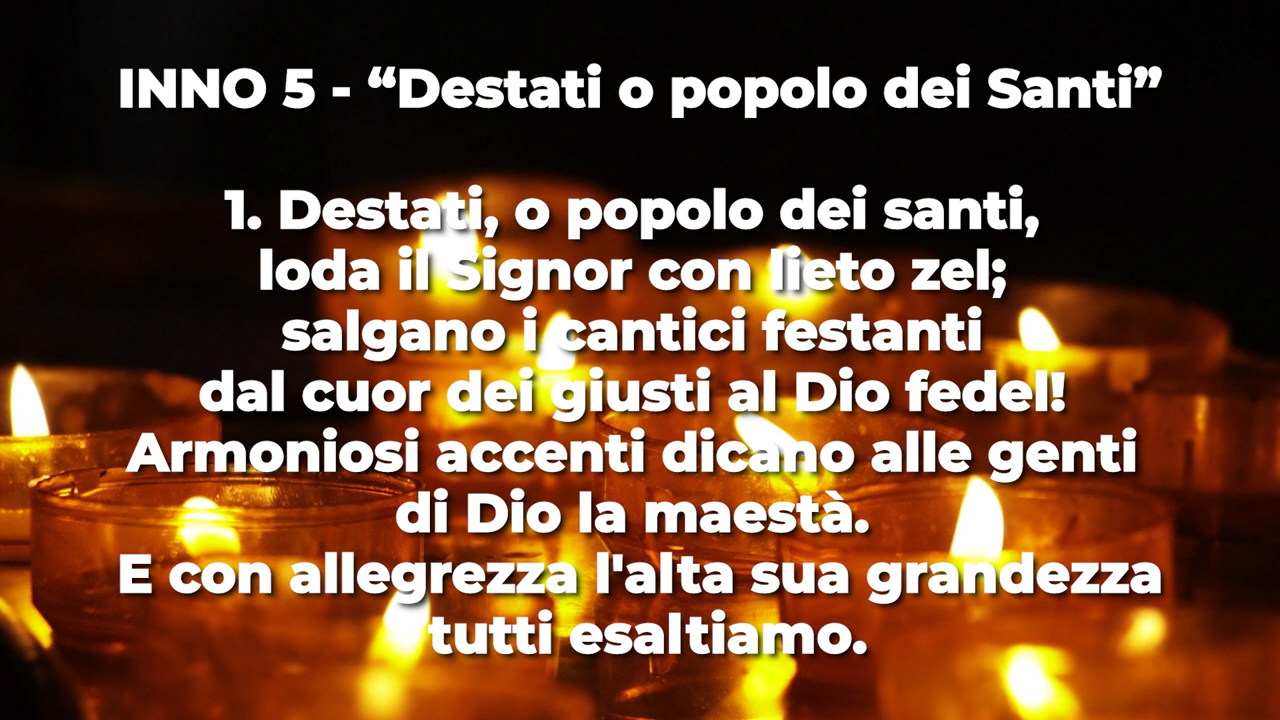 INNO 5 - “Destati o popolo dei Santi”
1. Destati, o popolo dei santi,
loda il Signor con lieto zel;
salgano i cantici festanti
dal cuor dei giusti al Dio fedel!
Armoniosi accenti dicano alle genti
di Dio la maestà.
E con allegrezza l'alta sua grandezza
tutti esaltiamo.